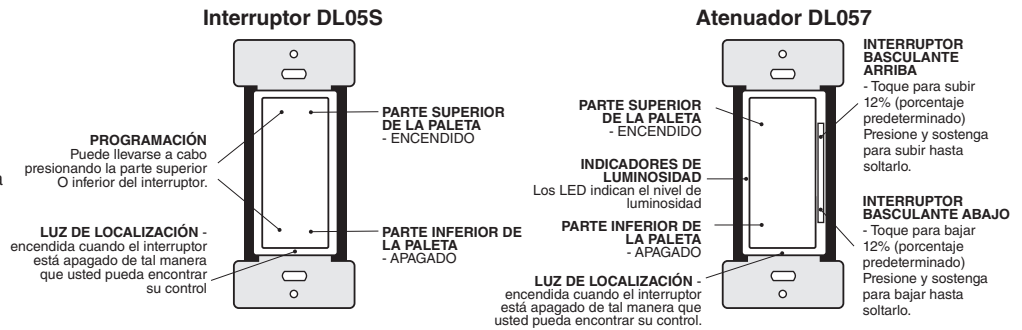 Interruptor DL05S
PROGRAMACIÓN
Puede llevarse a cabo
presionando la parte superior
O inferior del interruptor.
LUZ DE LOCALIZACIÓN -
encendida cuando el interruptor
está apagado de tal manera
que usted pueda encontrar
su control
PARTE SUPERIOR
DE LA PALETA
- ENCENDIDO
PARTE INFERIOR DE
LA PALETA
- APAGADO
Atenuador DL057
PARTE SUPERIOR
DE LA PALETA
- ENCENDIDO
INDICADORES DE
LUMINOSIDAD
Los LED indican el nivel de
luminosidad
PARTE INFERIOR DE
LA PALETA
- APAGADO
LUZ DE LOCALIZACIÓN -
encendida cuando el interruptor
está apagado de tal manera que
usted pueda encontrar su control.
INTERRUPTOR
BASCULANTE
ARRIBA
- Toque para subir
12% (porcentaje
predeterminado)
Presione y sostenga
para subir hasta
soltarlo.
INTERRUPTOR
BASCULANTE ABAJO
- Toque para bajar
12% (porcentaje
predeterminado)
Presione y sostenga
para bajar hasta
soltarlo.